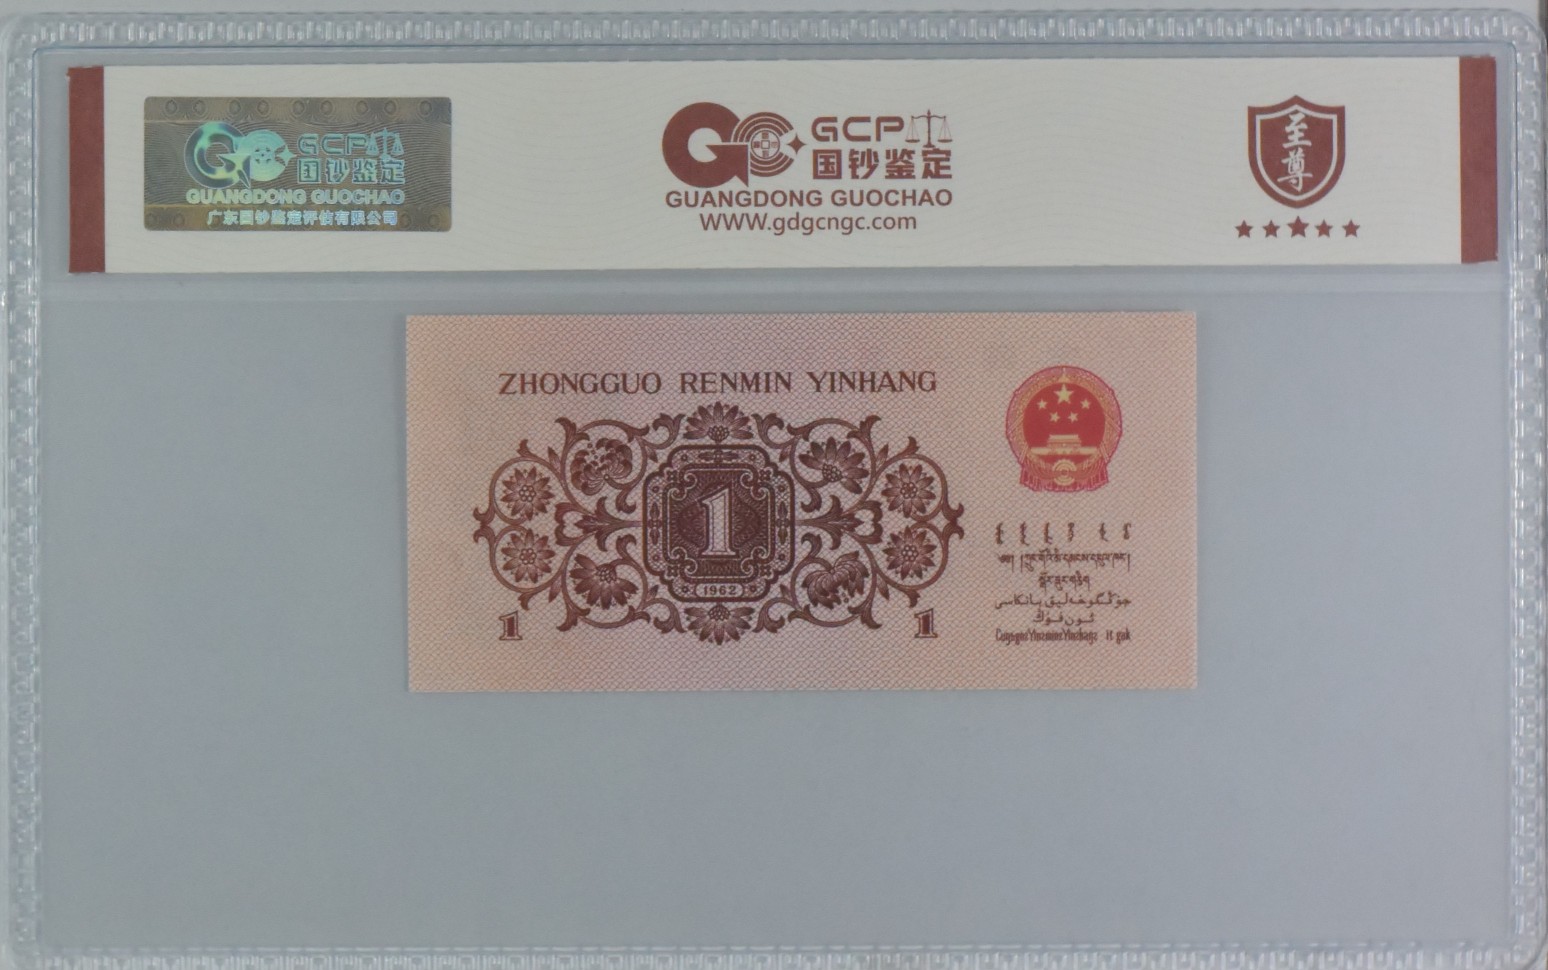 GCP
国钞鉴定
GUANGDONG GUOCHAO
广东国钞鉴定评估有限公司
GCP
国钞鉴定
GUANGDONG GUOCHAO
WWW.gdgcngc.com
至尊
ZHONGGUO RENMIN YINHANG
1
1962
1
1
جۇڭگوخەلىق بانكاسى